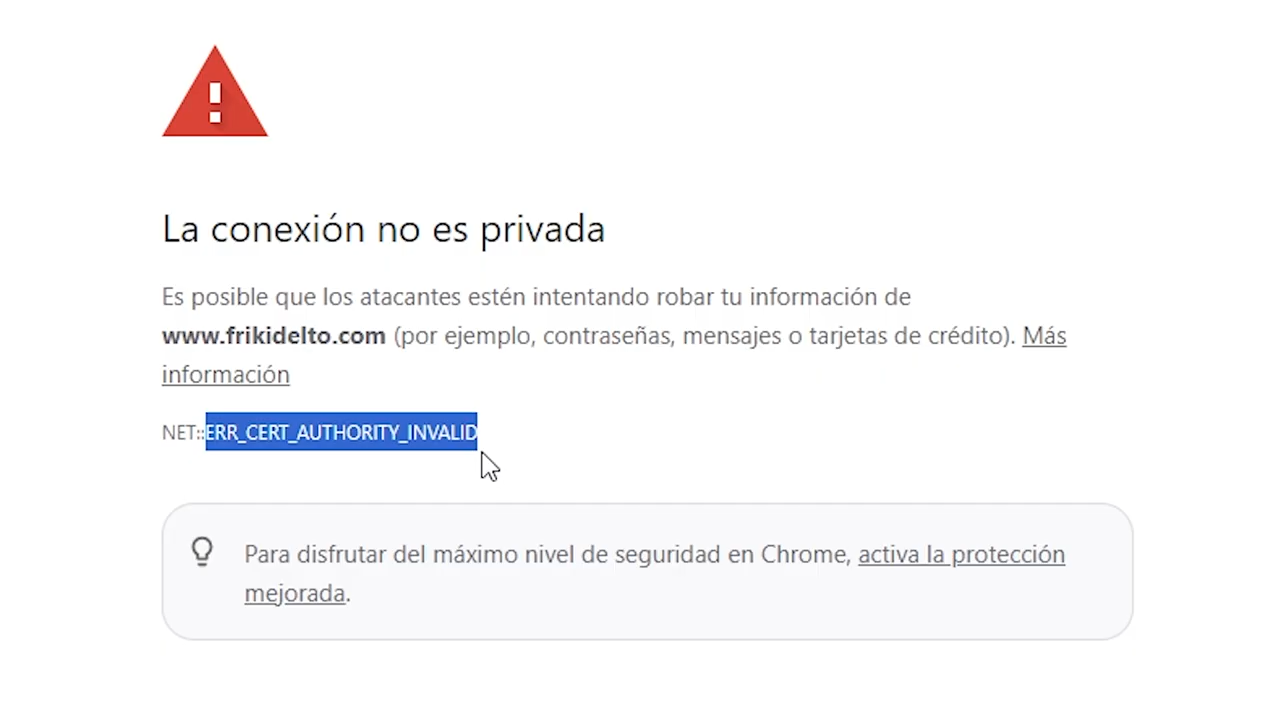 La conexión no es privada
Es posible que los atacantes estén intentando robar tu información de
www.frikidelto.com (por ejemplo, contraseñas, mensajes o tarjetas de crédito). Más
información
NET::ERR_CERT_AUTHORITY_INVALID
Para disfrutar del máximo nivel de seguridad en Chrome, activa la protección
mejorada.